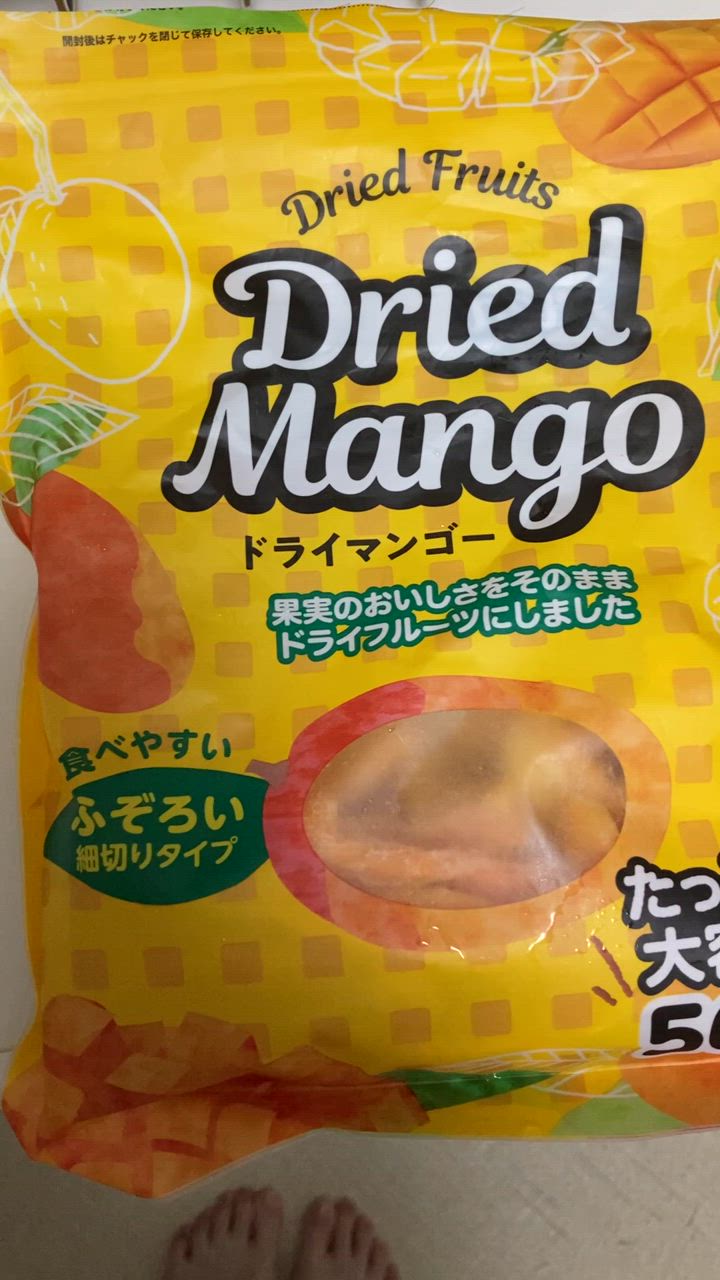 開封後はチャックを閉じて保存してください。
Dried Fruits
Dried
Mango
ドライマンゴー
果実のおいしさをそのまま
ドライフルーツにしました
食べやすい
ふぞろい
細切りタイプ
たっ
大
5